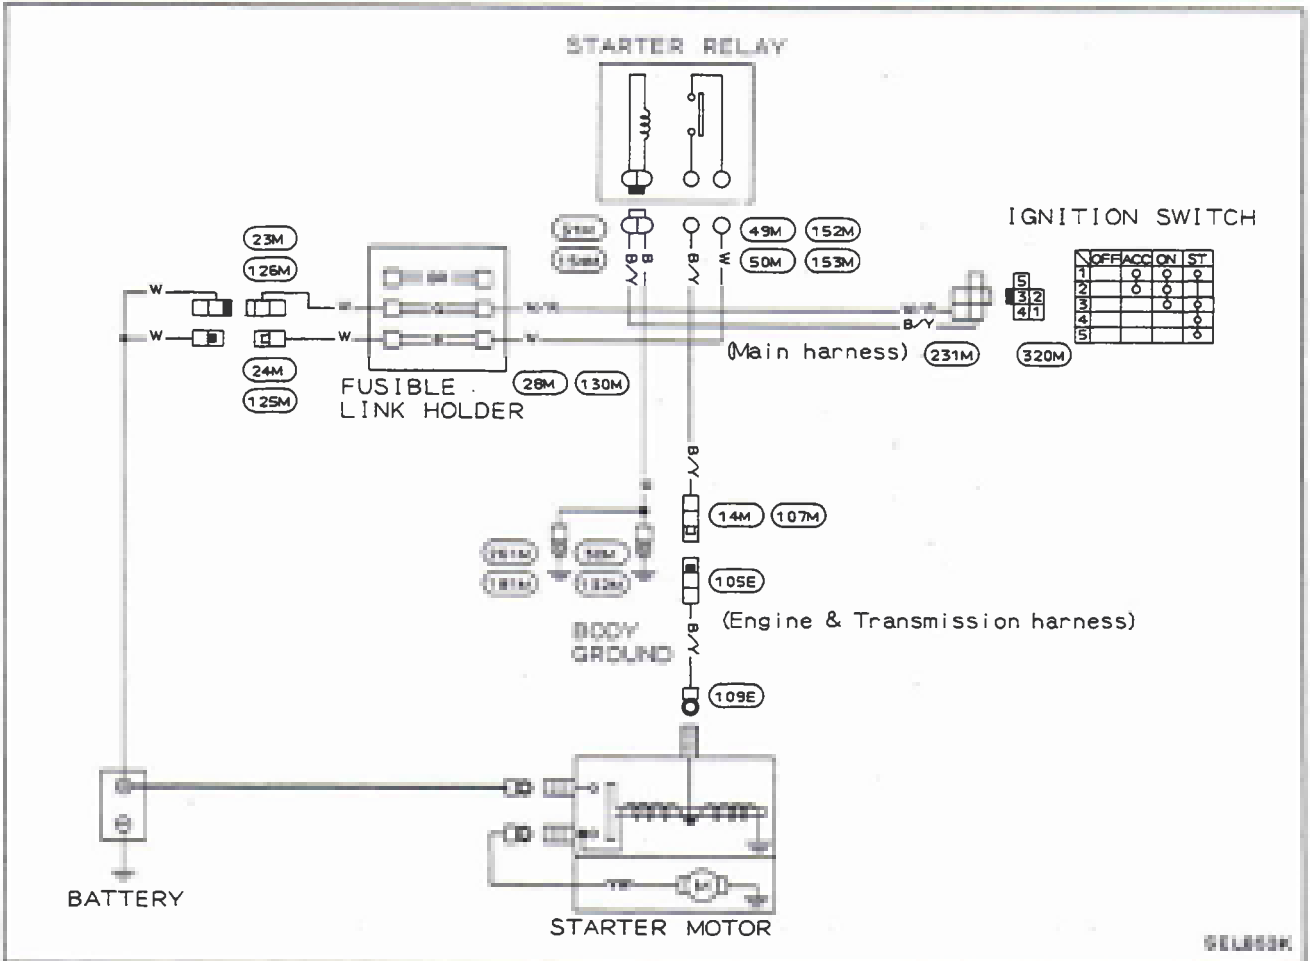 STARTER RELAY
IGNITION SWITCH
OFF ACC ON ST
1
2
3
4
5
5
3 2
4 1
23M
126M
49M 152M
50M 153M
B/Y B B/Y W
W W
W W
W/R
W
B/Y
24M
125M
FUSIBLE
LINK HOLDER
28M 130M
(Main harness) 231M 320M
B/Y
14M 107M
105E
BODY
GROUND
(Engine & Transmission harness)
B/Y
109E
BATTERY
STARTER MOTOR